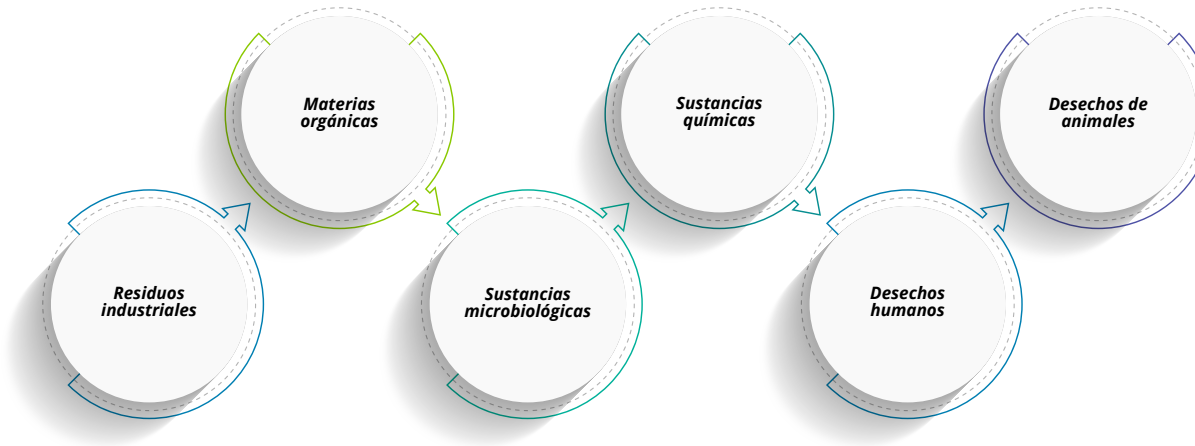 Residuos
industriales
Materias
orgánicas
Sustancias
microbiológicas
Sustancias
químicas
Desechos
humanos
Desechos de
animales